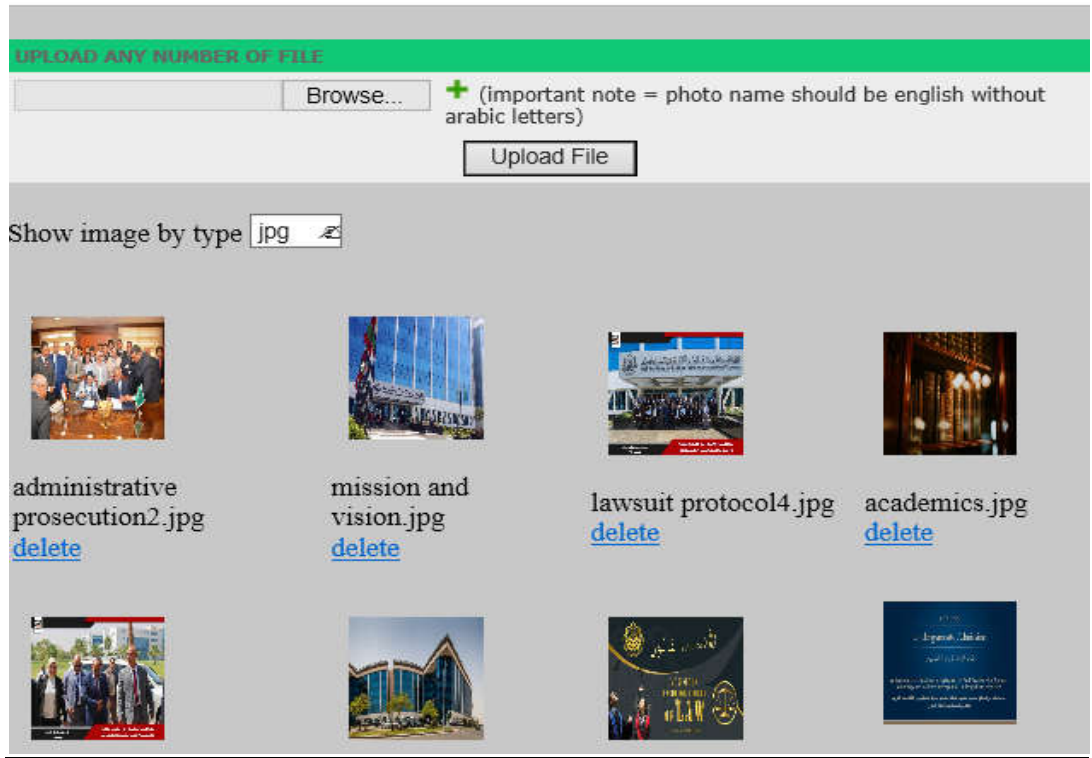 UPLOAD ANY NUMBER OF FILE
Browse...
(important note = photo name should be english without
arabic letters)
Upload File
Show image by type jpg
administrative
prosecution2.jpg
delete
mission and
vision.jpg
delete
lawsuit protocol4.jpg
delete
academics.jpg
delete
of LAW